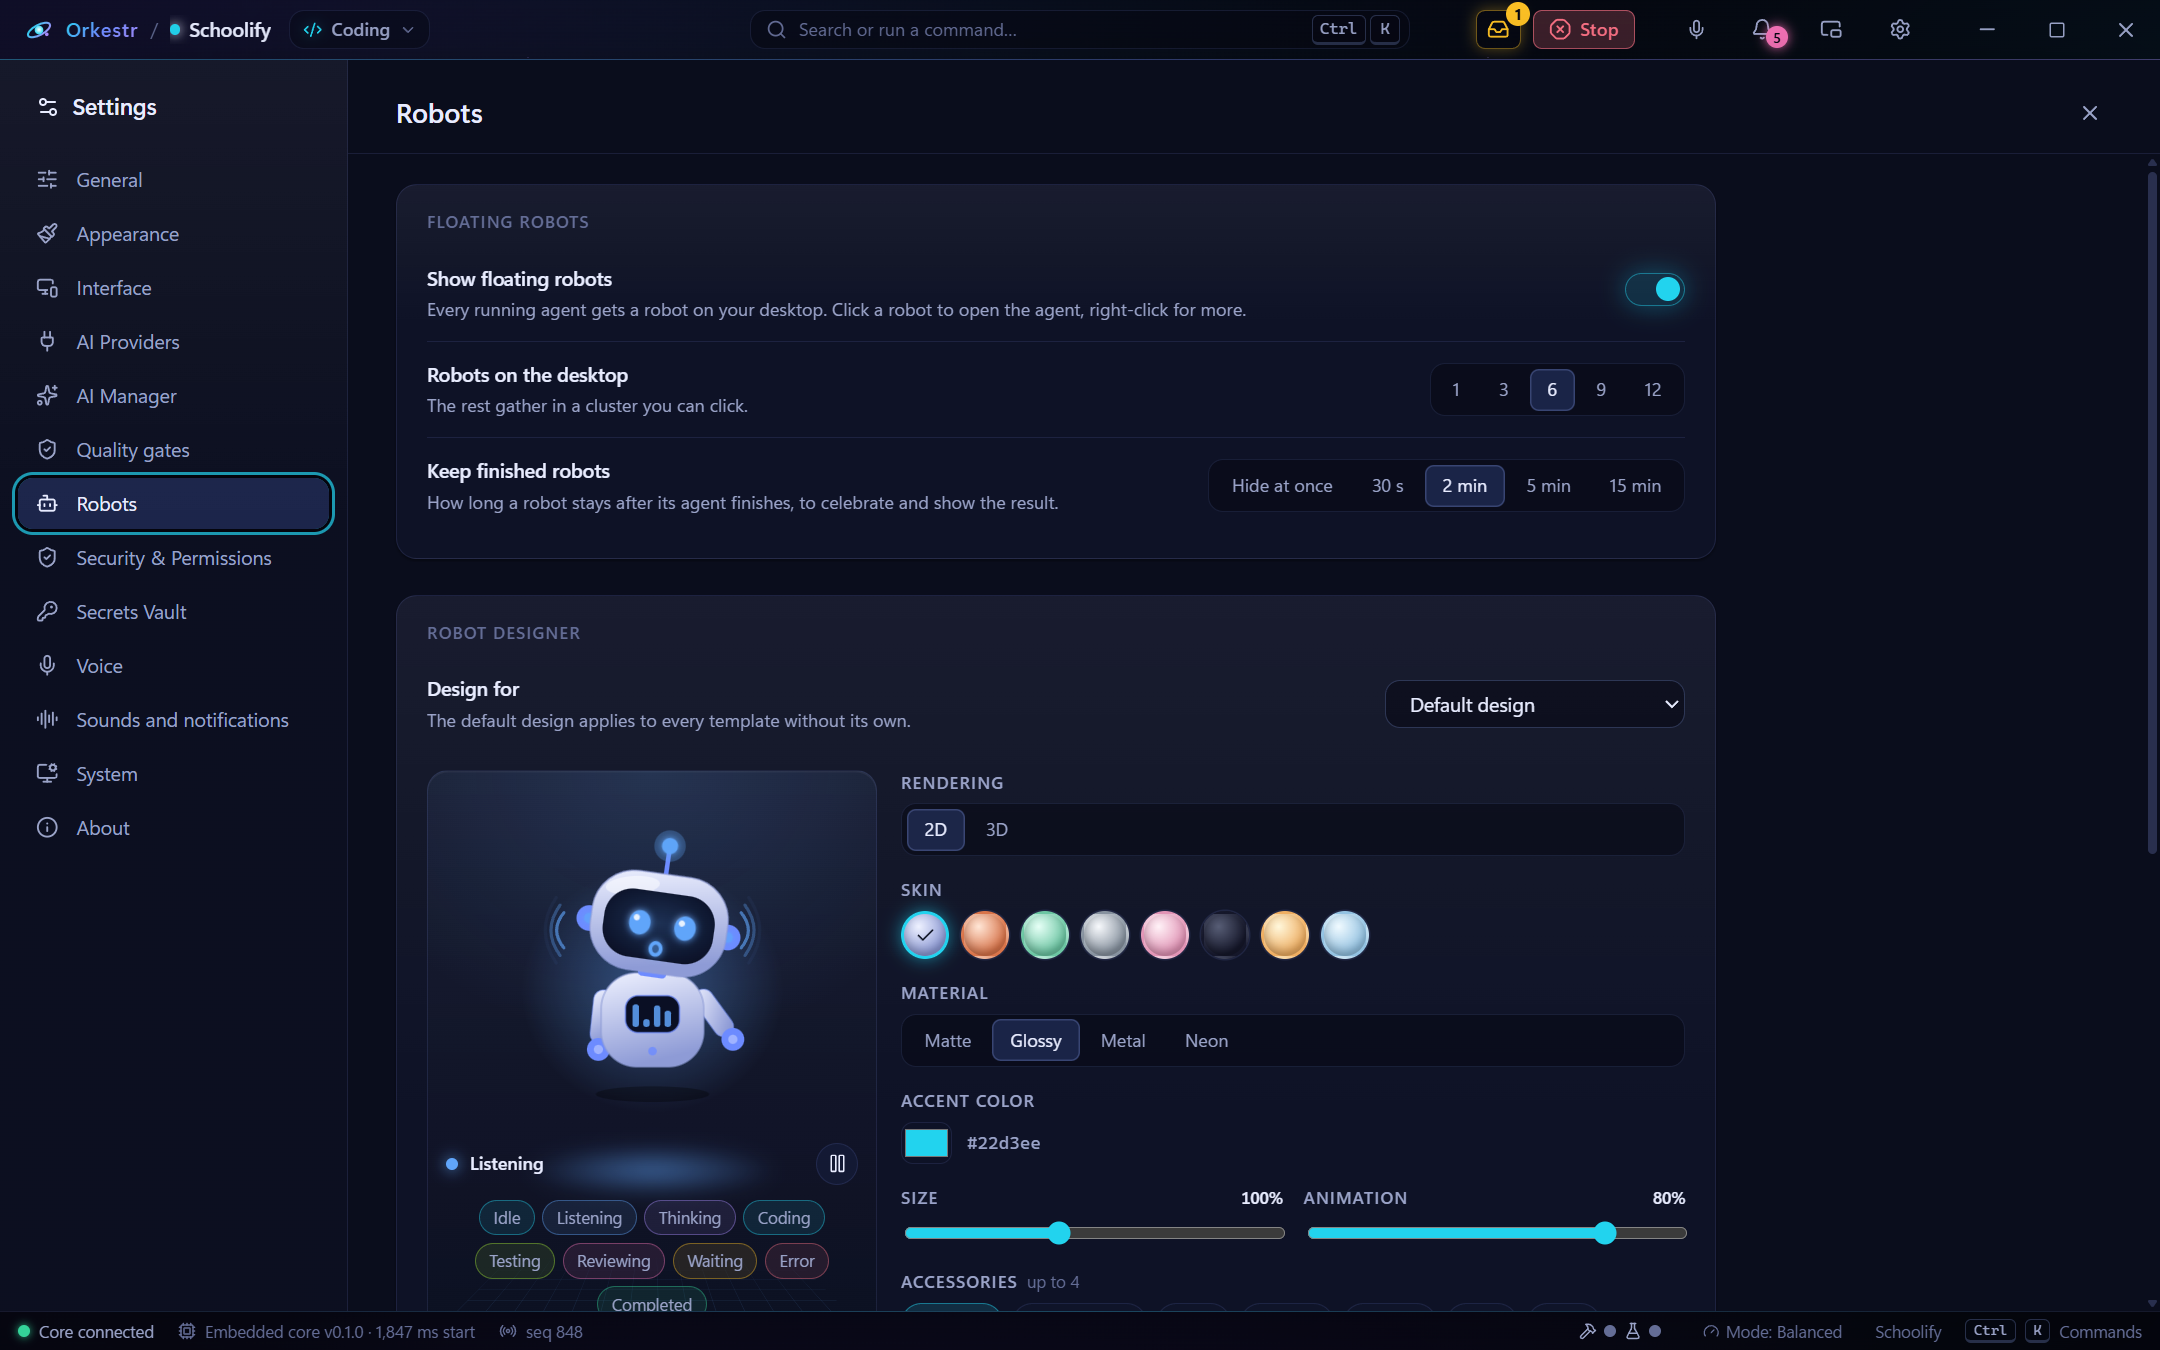 Orkestr / Schoolify </> Coding
Search or run a command... Ctrl K
1
Stop
5
Settings
General
Appearance
Interface
AI Providers
AI Manager
Quality gates
Robots
Security & Permissions
Secrets Vault
Voice
Sounds and notifications
System
About
Robots
FLOATING ROBOTS
Show floating robots
Every running agent gets a robot on your desktop. Click a robot to open the agent, right-click for more.
Robots on the desktop
The rest gather in a cluster you can click.
1 3 6 9 12
Keep finished robots
How long a robot stays after its agent finishes, to celebrate and show the result.
Hide at once 30 s 2 min 5 min 15 min
ROBOT DESIGNER
Design for
The default design applies to every template without its own.
Default design
Listening
Idle Listening Thinking Coding
Testing Reviewing Waiting Error
Completed
RENDERING
2D 3D
SKIN
MATERIAL
Matte Glossy Metal Neon
ACCENT COLOR
#22d3ee
SIZE 100% ANIMATION 80%
ACCESSORIES up to 4
Core connected Embedded core v0.1.0 · 1,847 ms start seq 848
Mode: Balanced Schoolify Ctrl K Commands